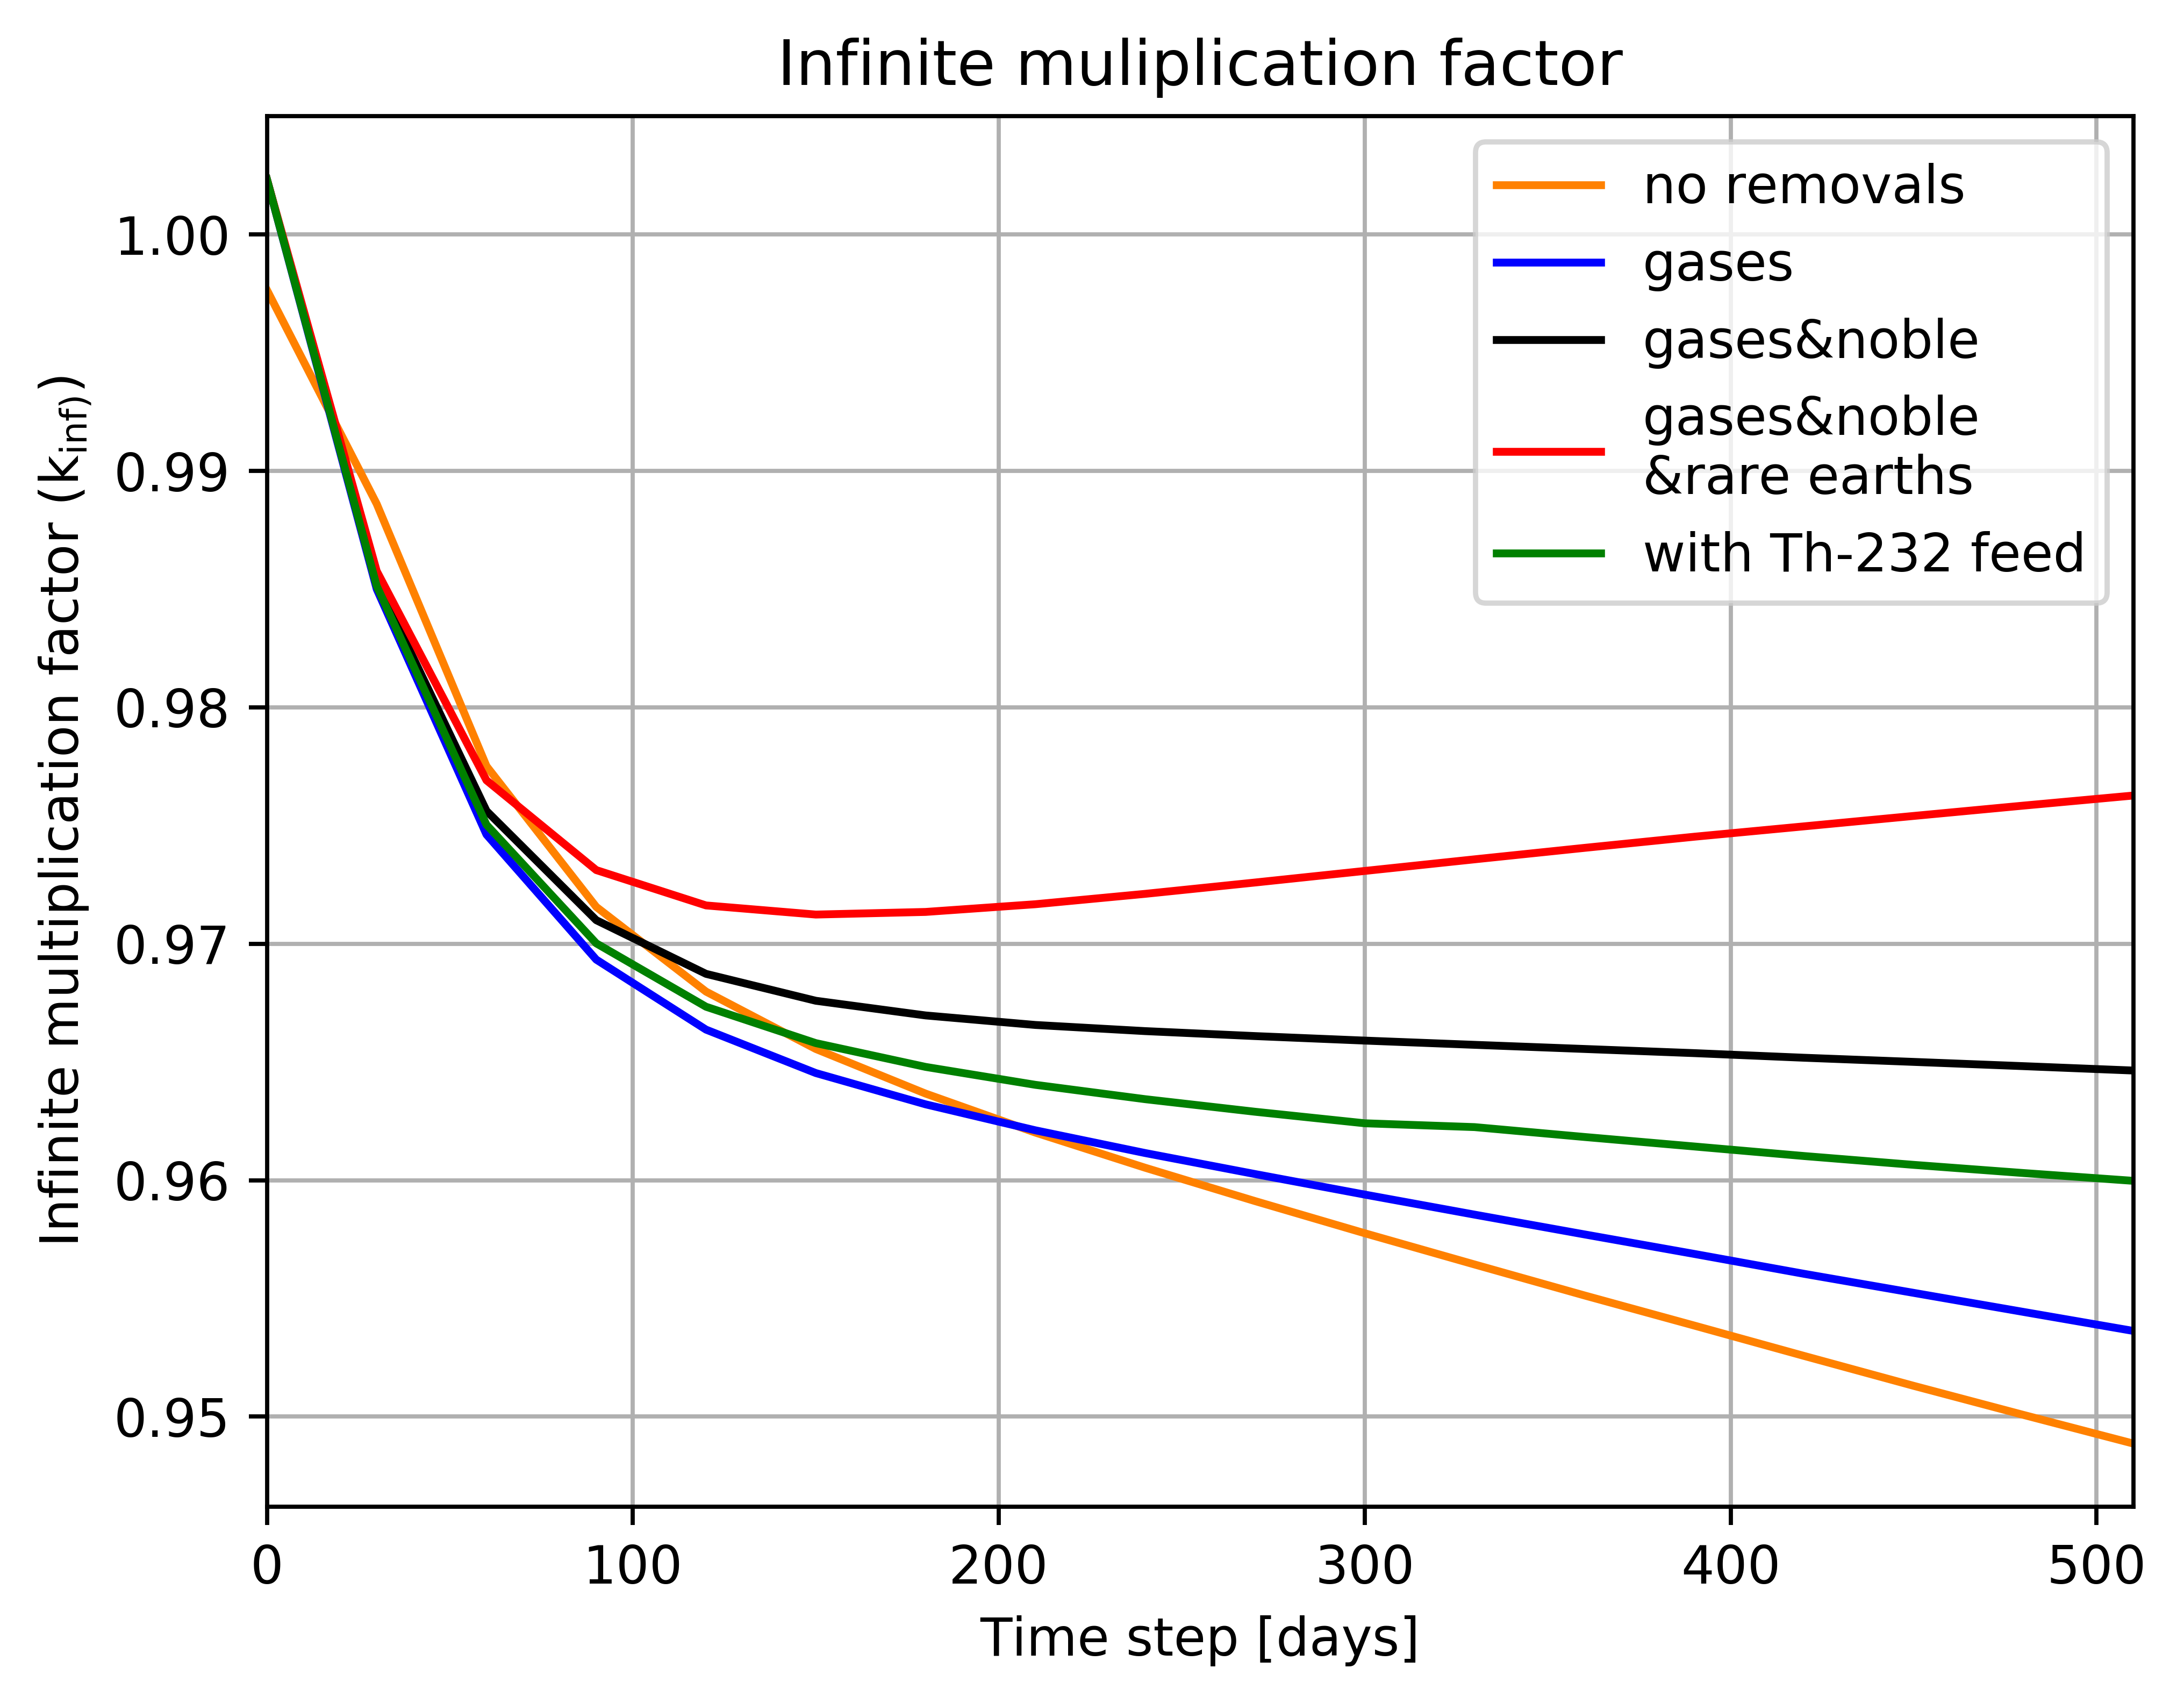 Infinite muliplication factor
Infinite multiplication factor (k_inf))
1.00
0.99
0.98
0.97
0.96
0.95
no removals
gases
gases&noble
gases&noble
&rare earths
with Th-232 feed
0
100
200
300
400
500
Time step [days]